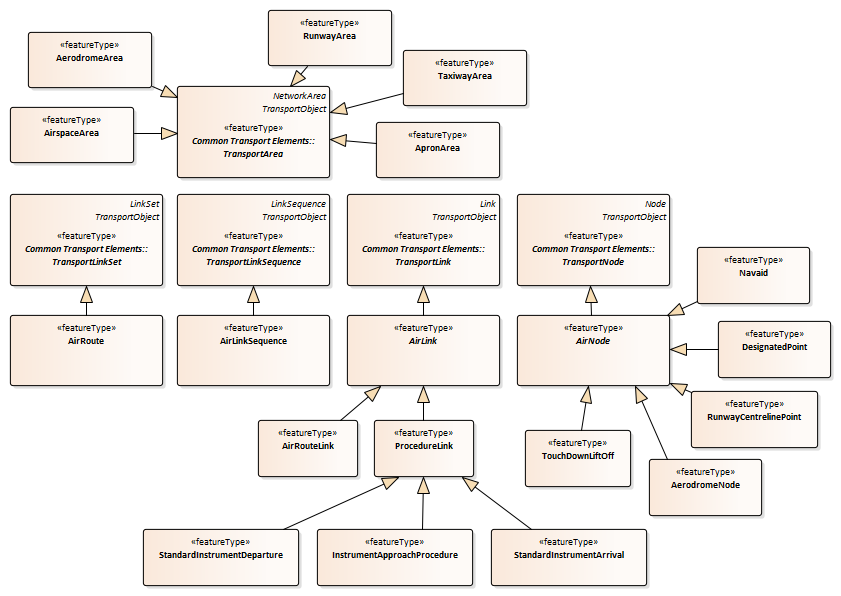 «featureType»
RunwayArea
«featureType»
AerodromeArea
«featureType»
TaxiwayArea
NetworkArea
TransportObject
«featureType»
Common Transport Elements::
TransportArea
«featureType»
AirspaceArea
«featureType»
ApronArea
LinkSet
TransportObject
«featureType»
Common Transport Elements::
TransportLinkSet
LinkSequence
TransportObject
«featureType»
Common Transport Elements::
TransportLinkSequence
Link
TransportObject
«featureType»
Common Transport Elements::
TransportLink
Node
TransportObject
«featureType»
Common Transport Elements::
TransportNode
«featureType»
Navaid
«featureType»
AirRoute
«featureType»
AirLinkSequence
«featureType»
AirLink
«featureType»
AirNode
«featureType»
DesignatedPoint
«featureType»
RunwayCentrelinePoint
«featureType»
AirRouteLink
«featureType»
ProcedureLink
«featureType»
TouchDownLiftOff
«featureType»
AerodromeNode
«featureType»
StandardInstrumentDeparture
«featureType»
InstrumentApproachProcedure
«featureType»
StandardInstrumentArrival